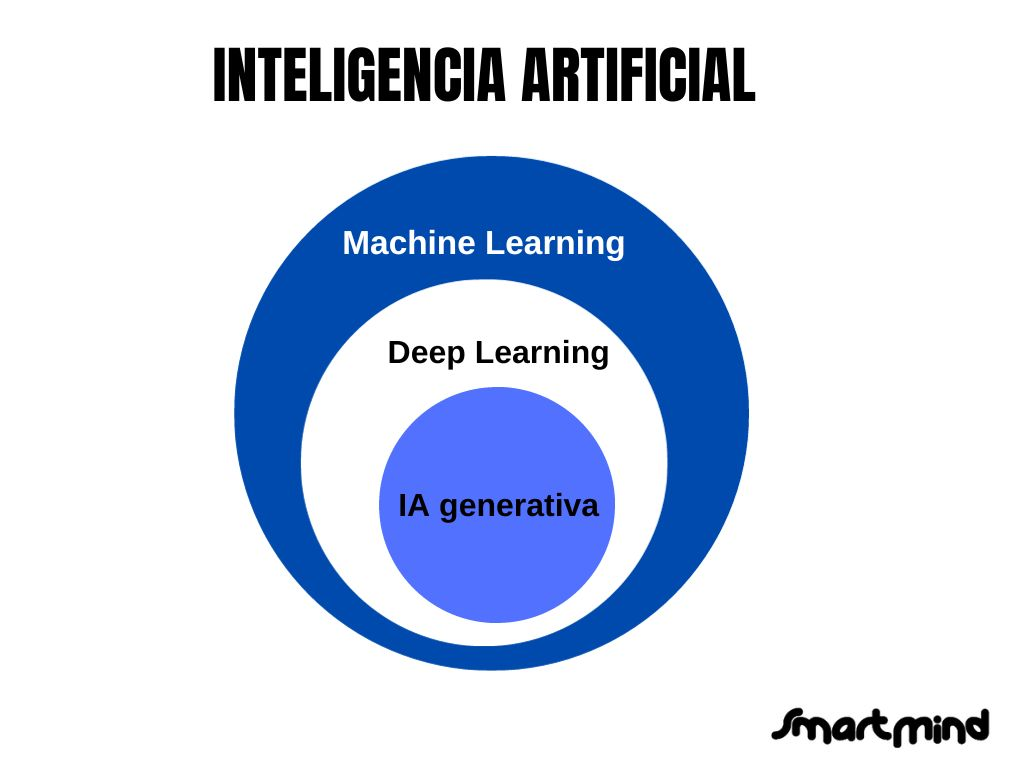 INTELIGENCIA ARTIFICIAL
Machine Learning
Deep Learning
IA generativa
smartmind